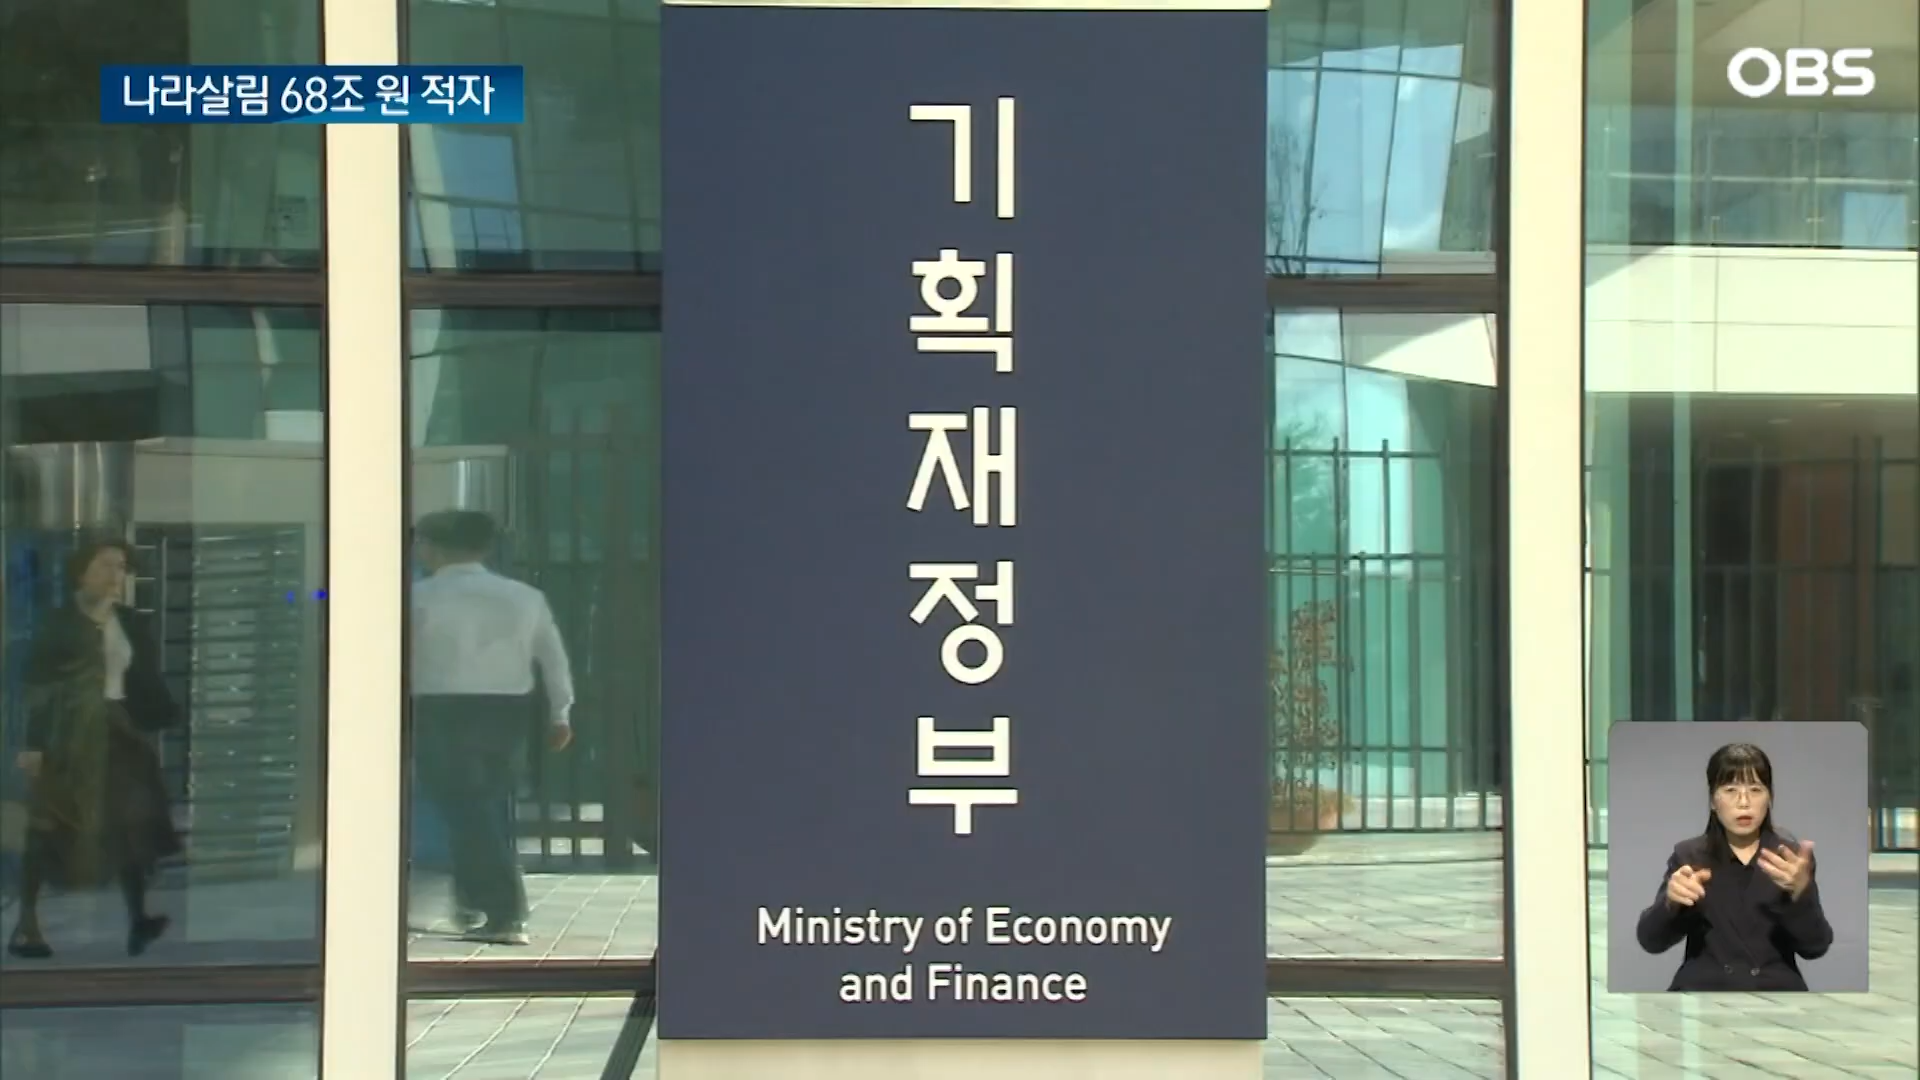 나라살림 68조 원 적자
OBS
기획재정부
Ministry of Economy
and Finance